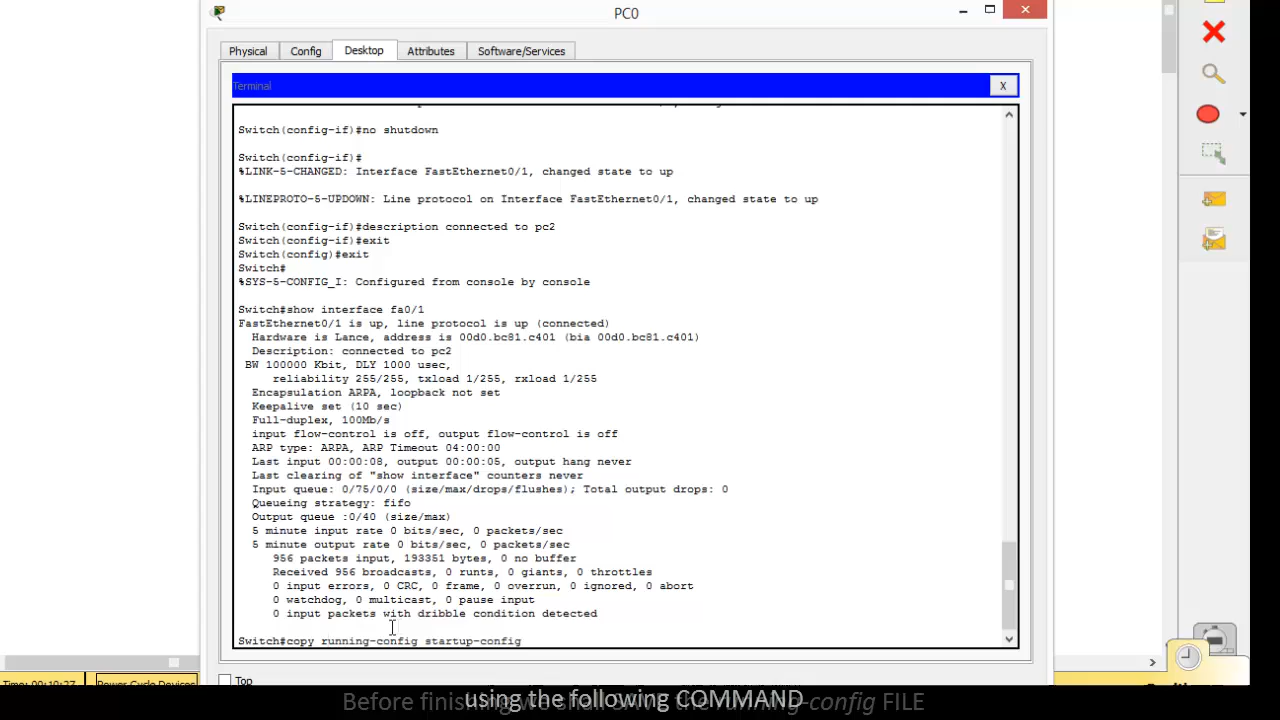 PC0
Physical
Config
Desktop
Attributes
Software/Services
Terminal
X
Switch(config-if)#no shutdown
Switch(config-if)#
%LINK-5-CHANGED: Interface FastEthernet0/1, changed state to up
%LINEPROTO-5-UPDOWN: Line protocol on Interface FastEthernet0/1, changed state to up
Switch(config-if)#description connected to pc2
Switch(config-if)#exit
Switch(config)#exit
Switch#
%SYS-5-CONFIG_I: Configured from console by console
Switch#show interface fa0/1
FastEthernet0/1 is up, line protocol is up (connected)
Hardware is Lance, address is 00d0.bc81.c401 (bia 00d0.bc81.c401)
Description: connected to pc2
BW 100000 Kbit, DLY 1000 usec,
reliability 255/255, txload 1/255, rxload 1/255
Encapsulation ARPA, loopback not set
Keepalive set (10 sec)
Full-duplex, 100Mb/s
input flow-control is off, output flow-control is off
ARP type: ARPA, ARP Timeout 04:00:00
Last input 00:00:08, output 00:00:05, output hang never
Last clearing of "show interface" counters never
Input queue: 0/75/0/0 (size/max/drops/flushes); Total output drops: 0
Queueing strategy: fifo
Output queue :0/40 (size/max)
5 minute input rate 0 bits/sec, 0 packets/sec
5 minute output rate 0 bits/sec, 0 packets/sec
956 packets input, 193351 bytes, 0 no buffer
Received 956 broadcasts, 0 runts, 0 giants, 0 throttles
0 input errors, 0 CRC, 0 frame, 0 overrun, 0 ignored, 0 abort
0 watchdog, 0 multicast, 0 pause input
0 input packets with dribble condition detected
Switch#copy running-config startup-config
Top
Time: 00:19:27
Power Cycle Devices
Before finishing we shall SAVE the running-config FILE
using the following COMMAND